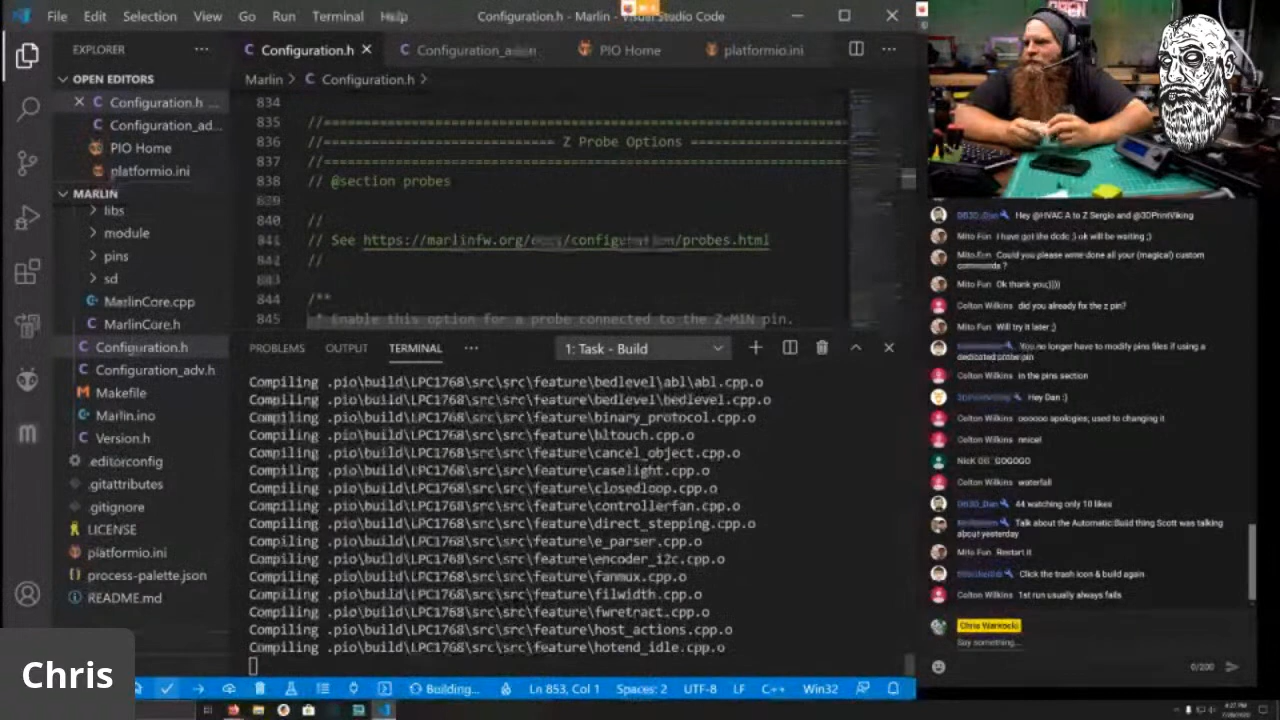 File Edit Selection View Go Run Terminal Help Configuration.h - Marlin - Visual Studio Code
EXPLORER
Configuration.h
PIO Home
platformio.ini
OPEN EDITORS
Marlin > Configuration.h >
Configuration.h ...
Configuration_ad...
PIO Home
platformio.ini
MARLIN
libs
module
pins
sd
MarlinCore.cpp
MarlinCore.h
Configuration.h
Configuration_adv.h
Makefile
Marlin.ino
Version.h
.editorconfig
.gitattributes
.gitignore
LICENSE
platformio.ini
process-palette.json
README.md
834
835 //==========
836 //========== Z Probe Options ==========
837 //==========
838 // @section probes
839
840 //
841 // See https://marlinfw.org/ /configuration/probes.html
842 //
843
844 /**
845 * Enable this option for a probe connected to the Z-MIN pin.
PROBLEMS OUTPUT TERMINAL ... 1: Task - Build
Compiling .pio\build\LPC1768\src\src\feature\bedlevel\abl\abl.cpp.o
Compiling .pio\build\LPC1768\src\src\feature\bedlevel\bedlevel.cpp.o
Compiling .pio\build\LPC1768\src\src\feature\binary_protocol.cpp.o
Compiling .pio\build\LPC1768\src\src\feature\bltouch.cpp.o
Compiling .pio\build\LPC1768\src\src\feature\cancel_object.cpp.o
Compiling .pio\build\LPC1768\src\src\feature\caselight.cpp.o
Compiling .pio\build\LPC1768\src\src\feature\closedloop.cpp.o
Compiling .pio\build\LPC1768\src\src\feature\controllerfan.cpp.o
Compiling .pio\build\LPC1768\src\src\feature\direct_stepping.cpp.o
Compiling .pio\build\LPC1768\src\src\feature\e_parser.cpp.o
Compiling .pio\build\LPC1768\src\src\feature\encoder_i2c.cpp.o
Compiling .pio\build\LPC1768\src\src\feature\fanmux.cpp.o
Compiling .pio\build\LPC1768\src\src\feature\filwidth.cpp.o
Compiling .pio\build\LPC1768\src\src\feature\fwretract.cpp.o
Compiling .pio\build\LPC1768\src\src\feature\host_actions.cpp.o
Compiling .pio\build\LPC1768\src\src\feature\hotend_idle.cpp.o
Building... Ln 853, Col 1 Spaces: 2 UTF-8 LF C++ Win32
Chris
OPEN
Hey @HVAC A to Z Sergio and @3DPrintViking
Mito Fun I have got the dcdc ;) ok will be waiting ;)
Mito Fun Could you please write done all your (magical) custom
commands ?
Mito Fun Ok thank you;))))
Colton Wilkins did you already fix the z pin?
Mito Fun Will try it later ;)
You no longer have to modify pins files if using a
dedicated probe pin
Colton Wilkins in the pins section
Hey Dan :)
Colton Wilkins ooooo apologies; used to changing it
Colton Wilkins nnice!
GOGOGO
Colton Wilkins waterfall
44 watching only 10 likes
Talk about the Automatic Build thing Scott was talking
about yesterday
Mito Fun Restart it
Click the trash icon & build again
Colton Wilkins 1st run usually always fails
Chris Warkocki
Say something...
0/200